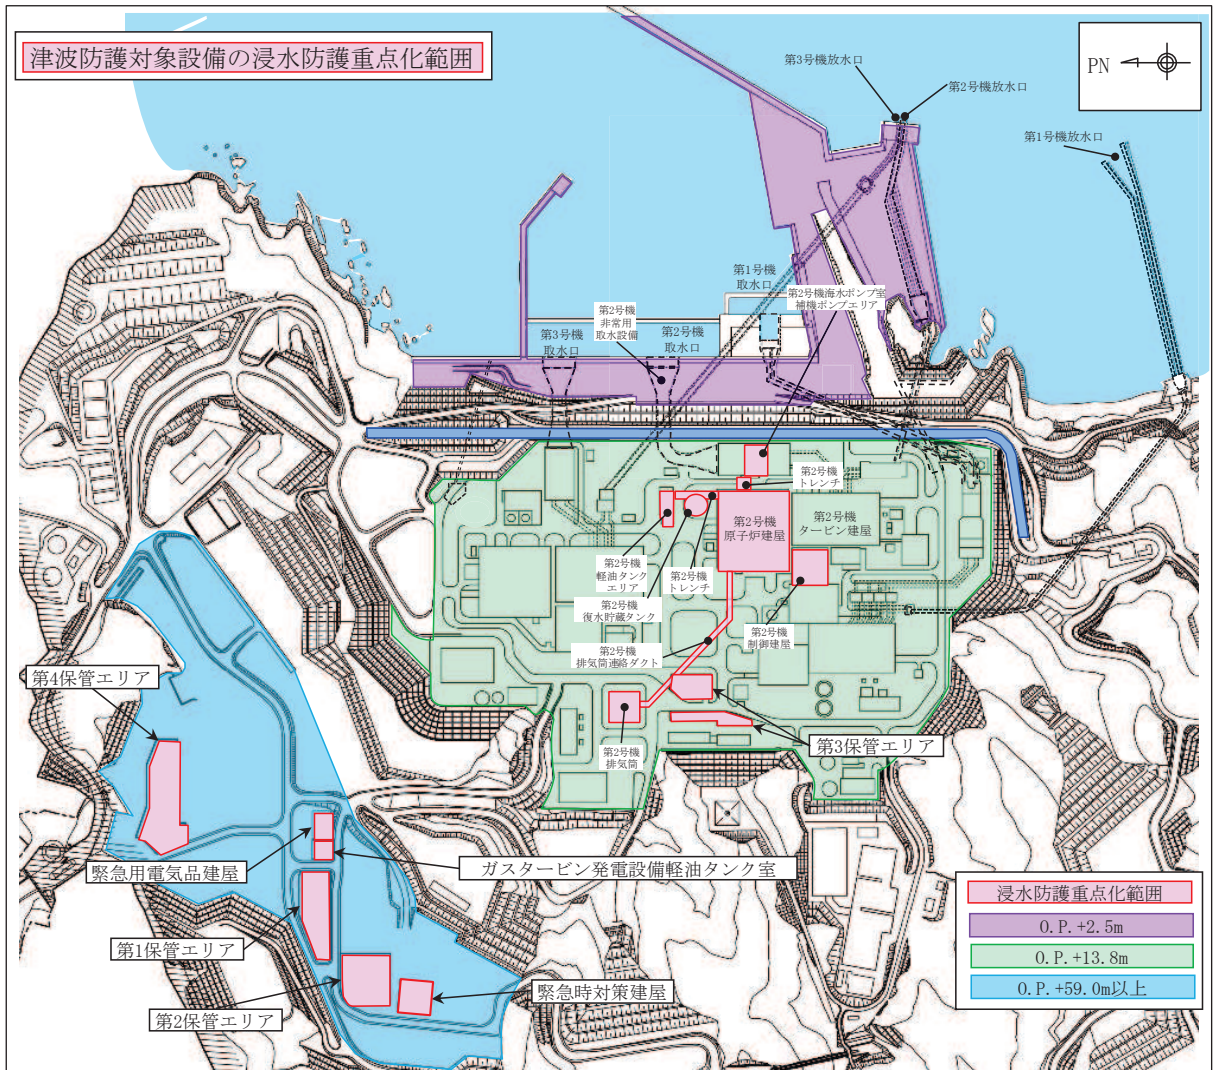 津波防護対象設備の浸水防護重点化範囲
PN
第3号機放水口
第2号機放水口
第1号機放水口
第1号機
取水口
第2号機海水ポンプ室
補機ポンプエリア
第2号機
非常用
取水設備
第3号機
取水口
第2号機
取水口
第2号機
トレンチ
第2号機
原子炉建屋
第2号機
タービン建屋
第2号機
軽油タンク
エリア
第2号機
トレンチ
第2号機
復水貯蔵タンク
第2号機
制御建屋
第2号機
排気筒連絡ダクト
第4保管エリア
第3保管エリア
第2号機
排気筒
緊急用電気品建屋
ガスタービン発電設備軽油タンク室
第1保管エリア
緊急時対策建屋
第2保管エリア
浸水防護重点化範囲
O.P.+2.5m
O.P.+13.8m
O.P.+59.0m以上